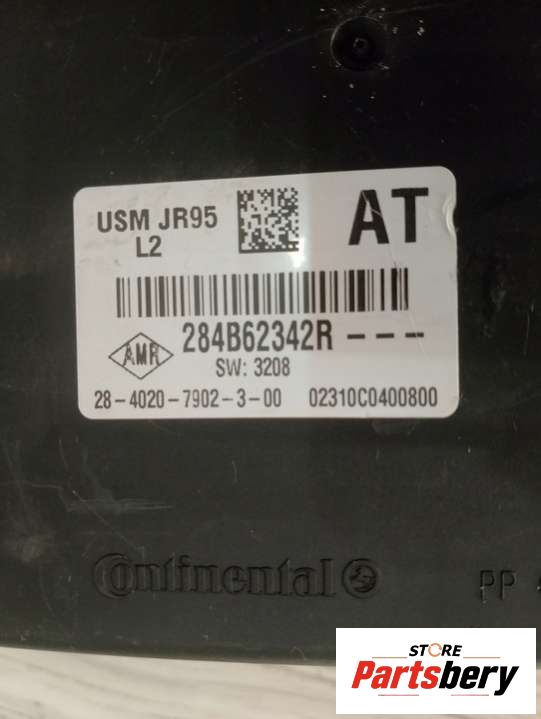 USM JR95
L2
AT
AMR
284B62342R---
SW: 3208
28-4020-7902-3-00 02310C0400800
Continental
PP
STORE
Partsbery